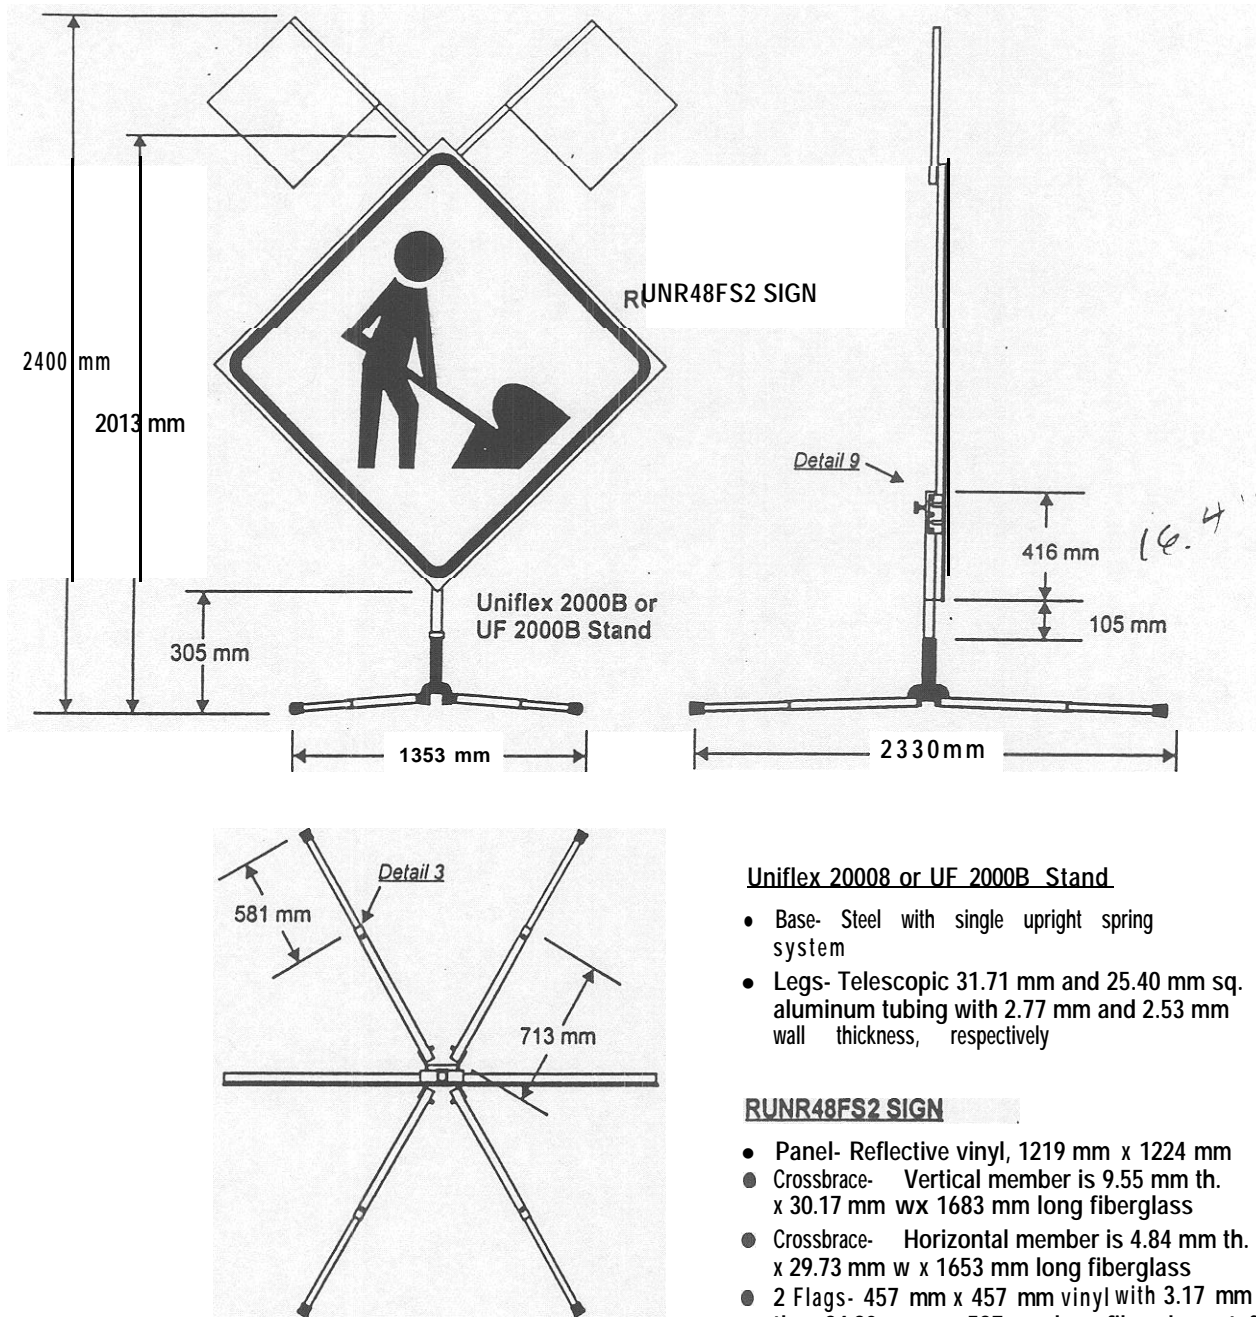 RUNR48FS2 SIGN
2400 mm
2013 mm
Detail 9
416 mm
16.4"
Uniflex 2000B or
UF 2000B Stand
105 mm
305 mm
1353 mm
2330mm
Detail 3
581 mm
713 mm
Uniflex 20008 or UF 2000B Stand
• Base- Steel with single upright spring
system
• Legs- Telescopic 31.71 mm and 25.40 mm sq.
aluminum tubing with 2.77 mm and 2.53 mm
wall thickness, respectively
RUNR48FS2 SIGN
• Panel- Reflective vinyl, 1219 mm x 1224 mm
• Crossbrace- Vertical member is 9.55 mm th.
x 30.17 mm wx 1683 mm long fiberglass
• Crossbrace- Horizontal member is 4.84 mm th.
x 29.73 mm w x 1653 mm long fiberglass
• 2 Flags- 457 mm x 457 mm vinyl with 3.17 mm